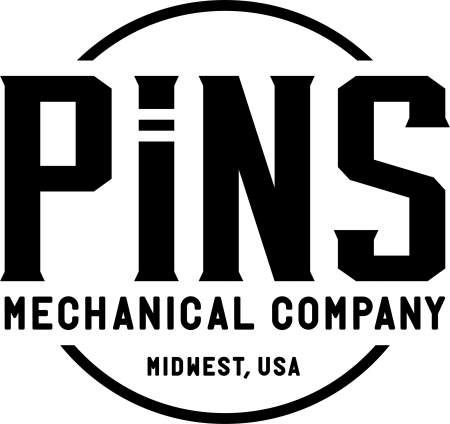 PiNS
MECHANICAL COMPANY
MIDWEST, USA